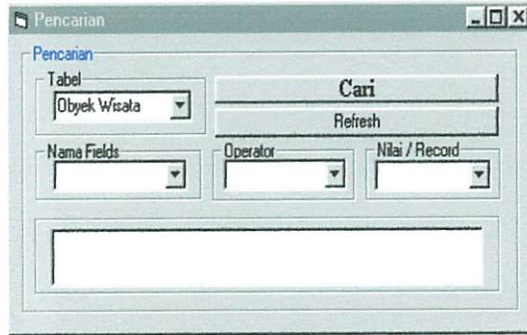 Pencarian
Pencarian
Tabel
Obyek Wisata
Cari
Refresh
Nama Fields
Operator
Nilai / Record